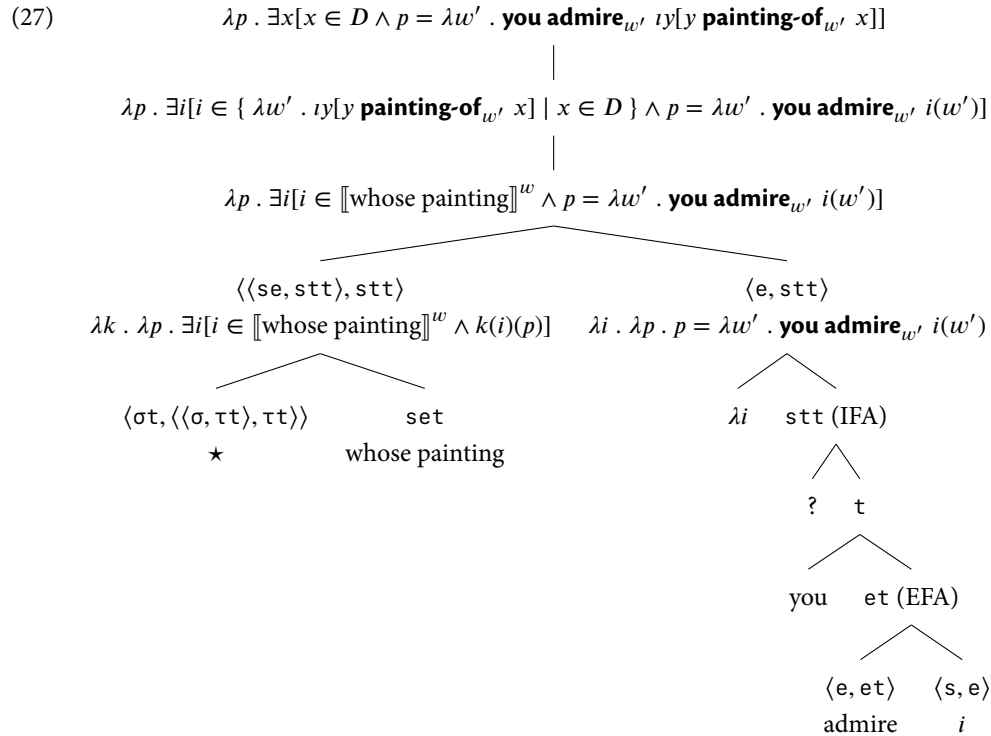 (27) λp . ∃x[x ∈ D ∧ p = λw′ . you admire_w′ ιy[y painting-of_w′ x]]
λp . ∃i[i ∈ { λw′ . ιy[y painting-of_w′ x] | x ∈ D } ∧ p = λw′ . you admire_w′ i(w′)]
λp . ∃i[i ∈ ⟦whose painting⟧^w ∧ p = λw′ . you admire_w′ i(w′)]
⟨⟨se, stt⟩, stt⟩ ⟨e, stt⟩
λk . λp . ∃i[i ∈ ⟦whose painting⟧^w ∧ k(i)(p)] λi . λp . p = λw′ . you admire_w′ i(w′)
⟨σt, ⟨⟨σ, τt⟩, τt⟩⟩ set λi stt (IFA)
⋆ whose painting
? t
you et (EFA)
⟨e, et⟩ ⟨s, e⟩
admire i